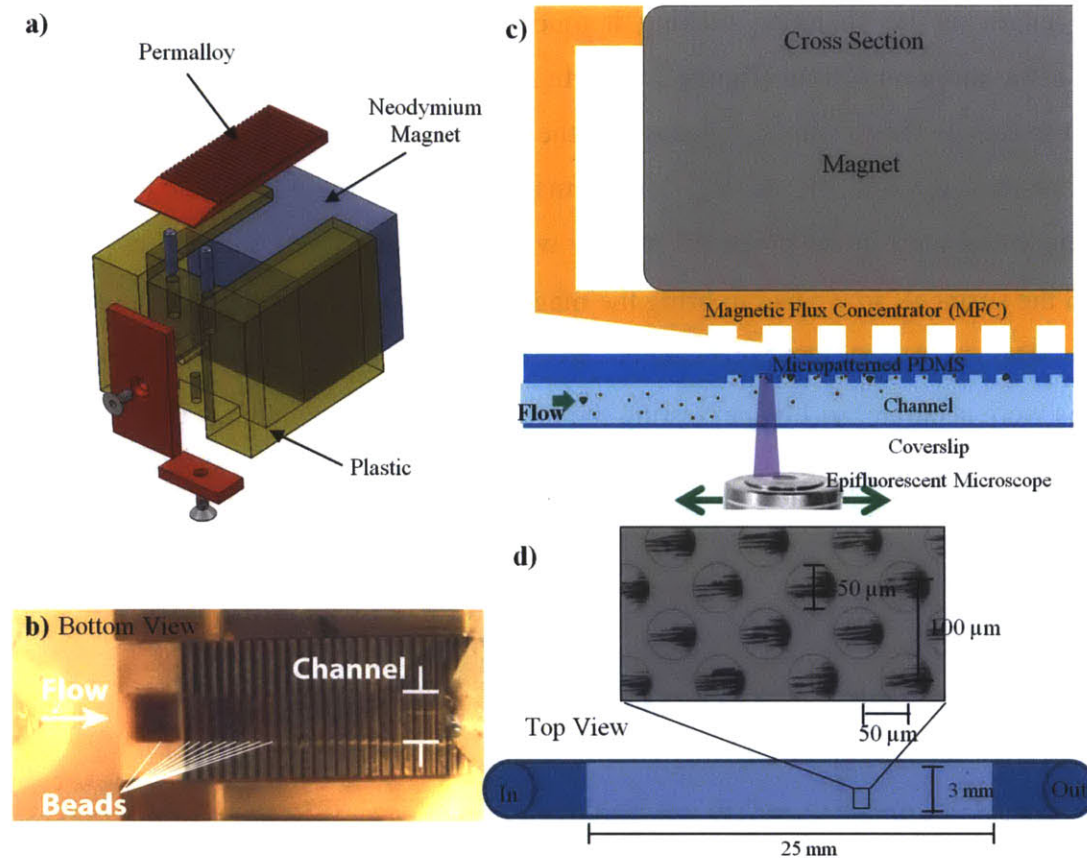 a)
Permalloy
Neodymium
Magnet
Plastic
b) Bottom View
Flow
Channel
Beads
c)
Cross Section
Magnet
Magnetic Flux Concentrator (MFC)
Micropatterned PDMS
Flow
Channel
Coverslip
Epifluorescent Microscope
d)
50 µm
100 µm
50 µm
Top View
In
3 mm
Out
25 mm